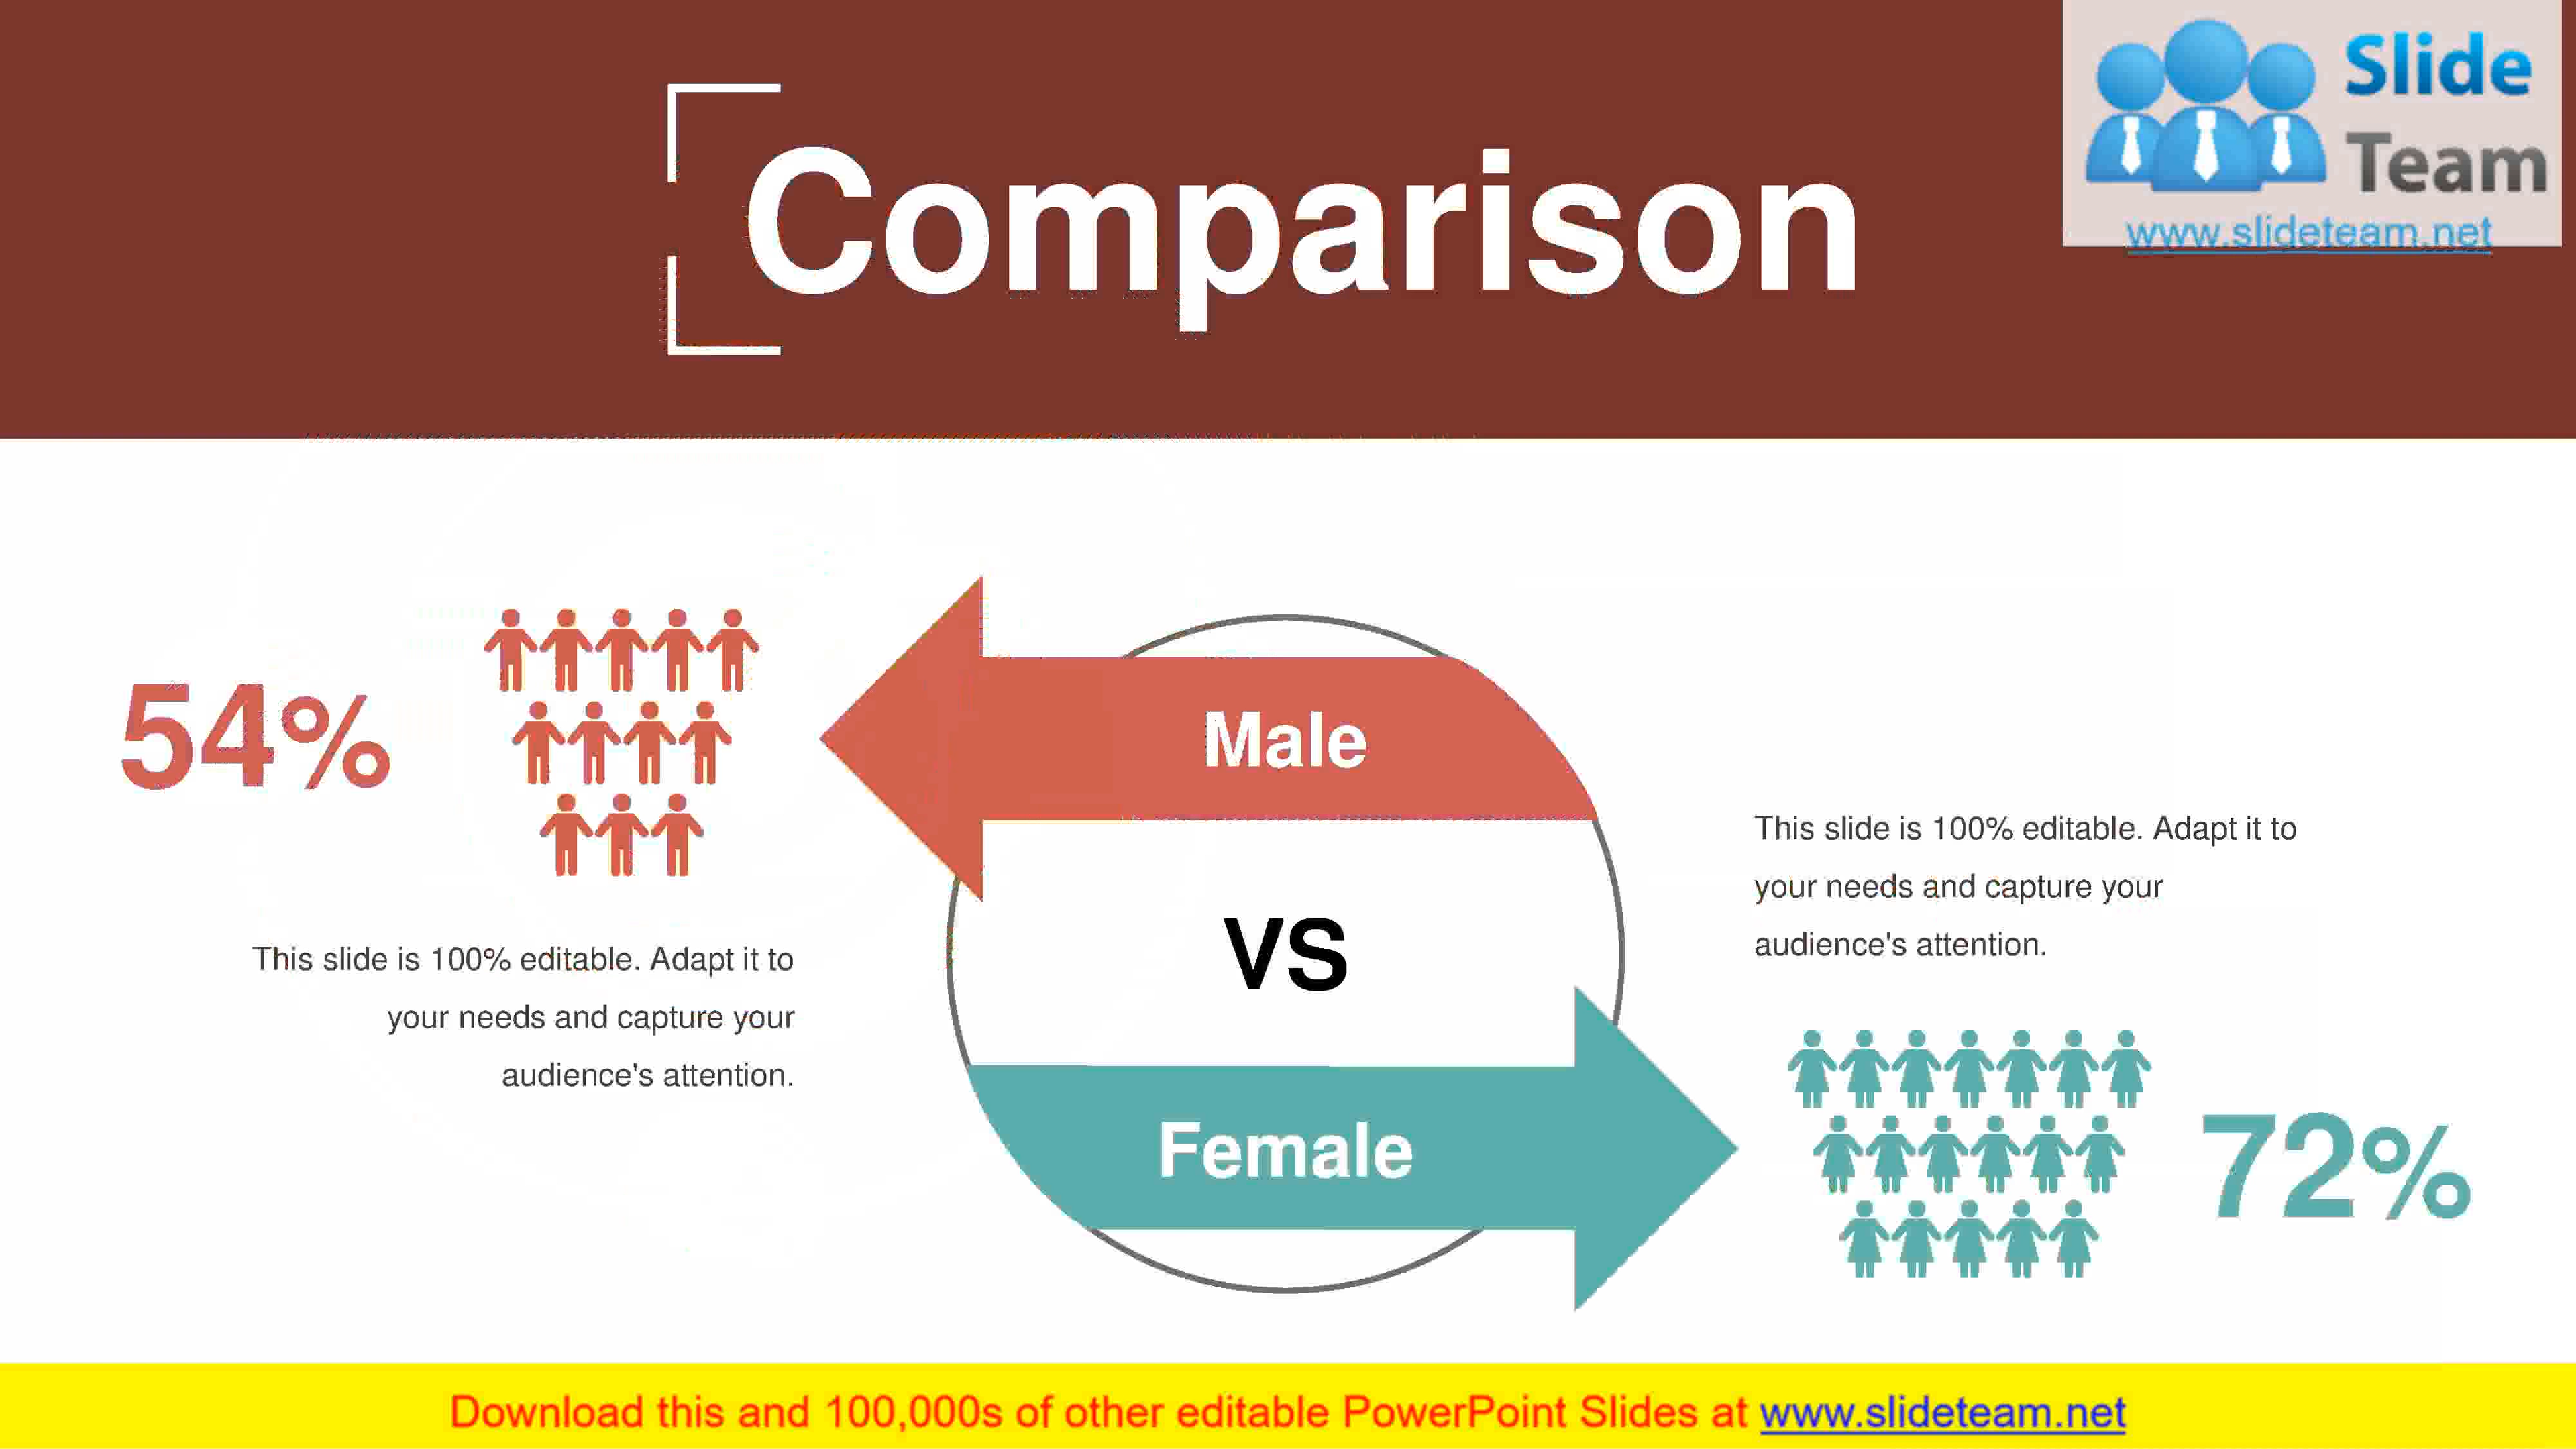 Comparison
Slide
Team
www.slideteam.net
54%
This slide is 100% editable. Adapt it to
your needs and capture your
audience's attention.
Male
VS
Female
This slide is 100% editable. Adapt it to
your needs and capture your
audience's attention.
72%
Download this and 100,000s of other editable PowerPoint Slides at www.slideteam.net